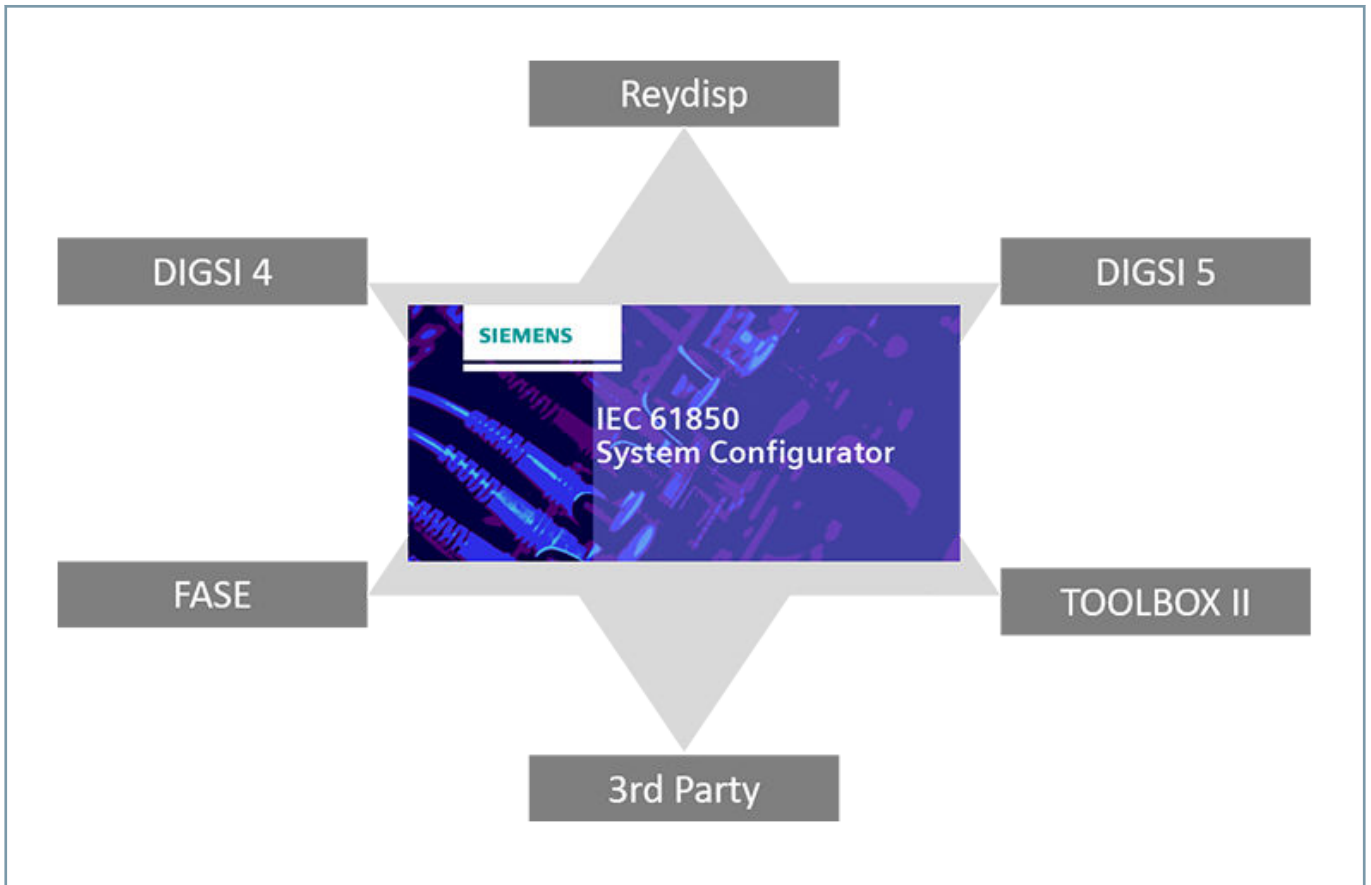 Reydisp
DIGSI 4
DIGSI 5
SIEMENS
IEC 61850
System Configurator
FASE
TOOLBOX II
3rd Party